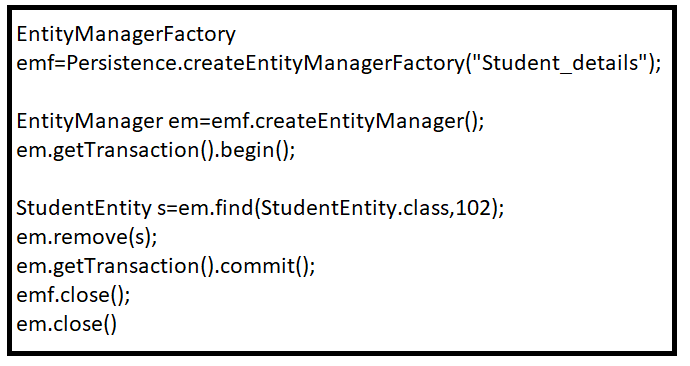 EntityManagerFactory
emf=Persistence.createEntityManagerFactory("Student_details");
EntityManager em=emf.createEntityManager();
em.getTransaction().begin();
StudentEntity s=em.find(StudentEntity.class,102);
em.remove(s);
em.getTransaction().commit();
emf.close();
em.close()